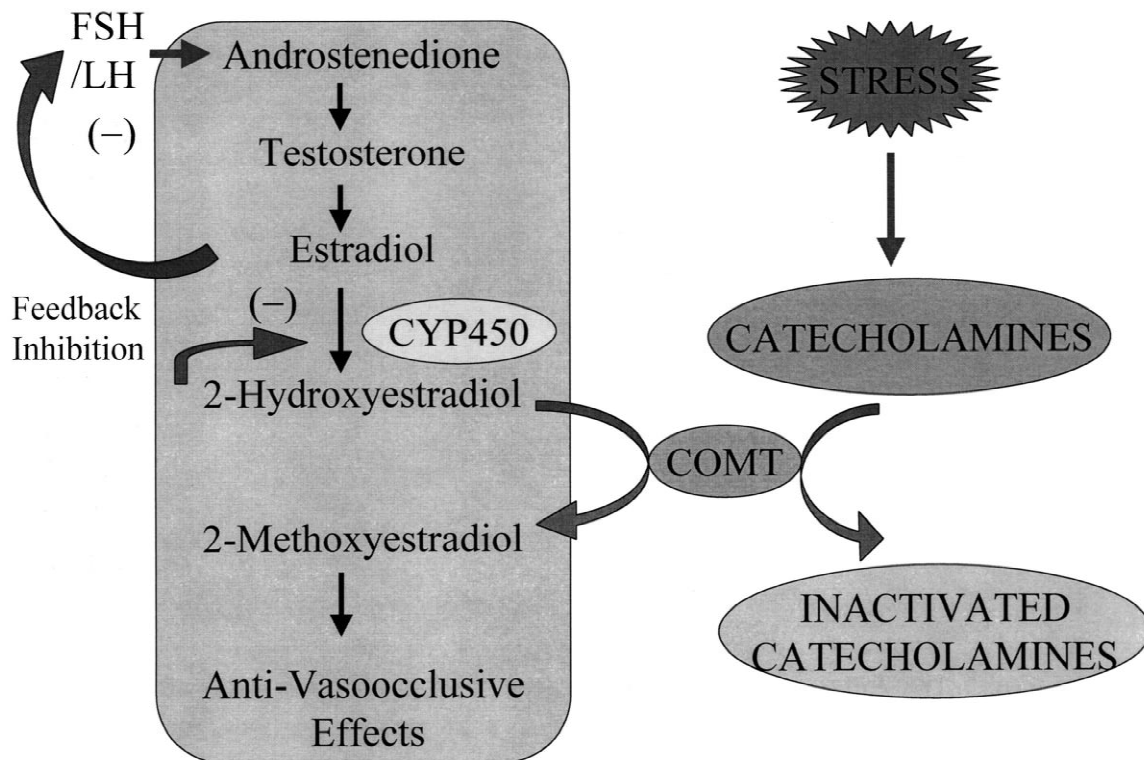 FSH
/LH
(−)
Androstenedione
Testosterone
Estradiol
Feedback
Inhibition
(−)
CYP450
2-Hydroxyestradiol
2-Methoxyestradiol
Anti-Vasoocclusive
Effects
STRESS
CATECHOLAMINES
COMT
INACTIVATED
CATECHOLAMINES